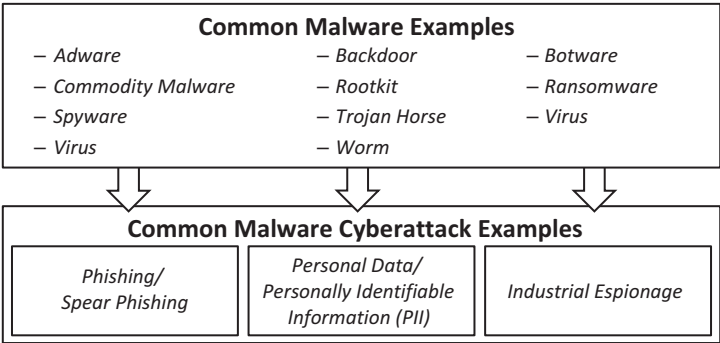 Common Malware Examples
– Adware
– Commodity Malware
– Spyware
– Virus
– Backdoor
– Rootkit
– Trojan Horse
– Worm
– Botware
– Ransomware
– Virus
Common Malware Cyberattack Examples
Phishing/
Spear Phishing
Personal Data/
Personally Identifiable
Information (PII)
Industrial Espionage